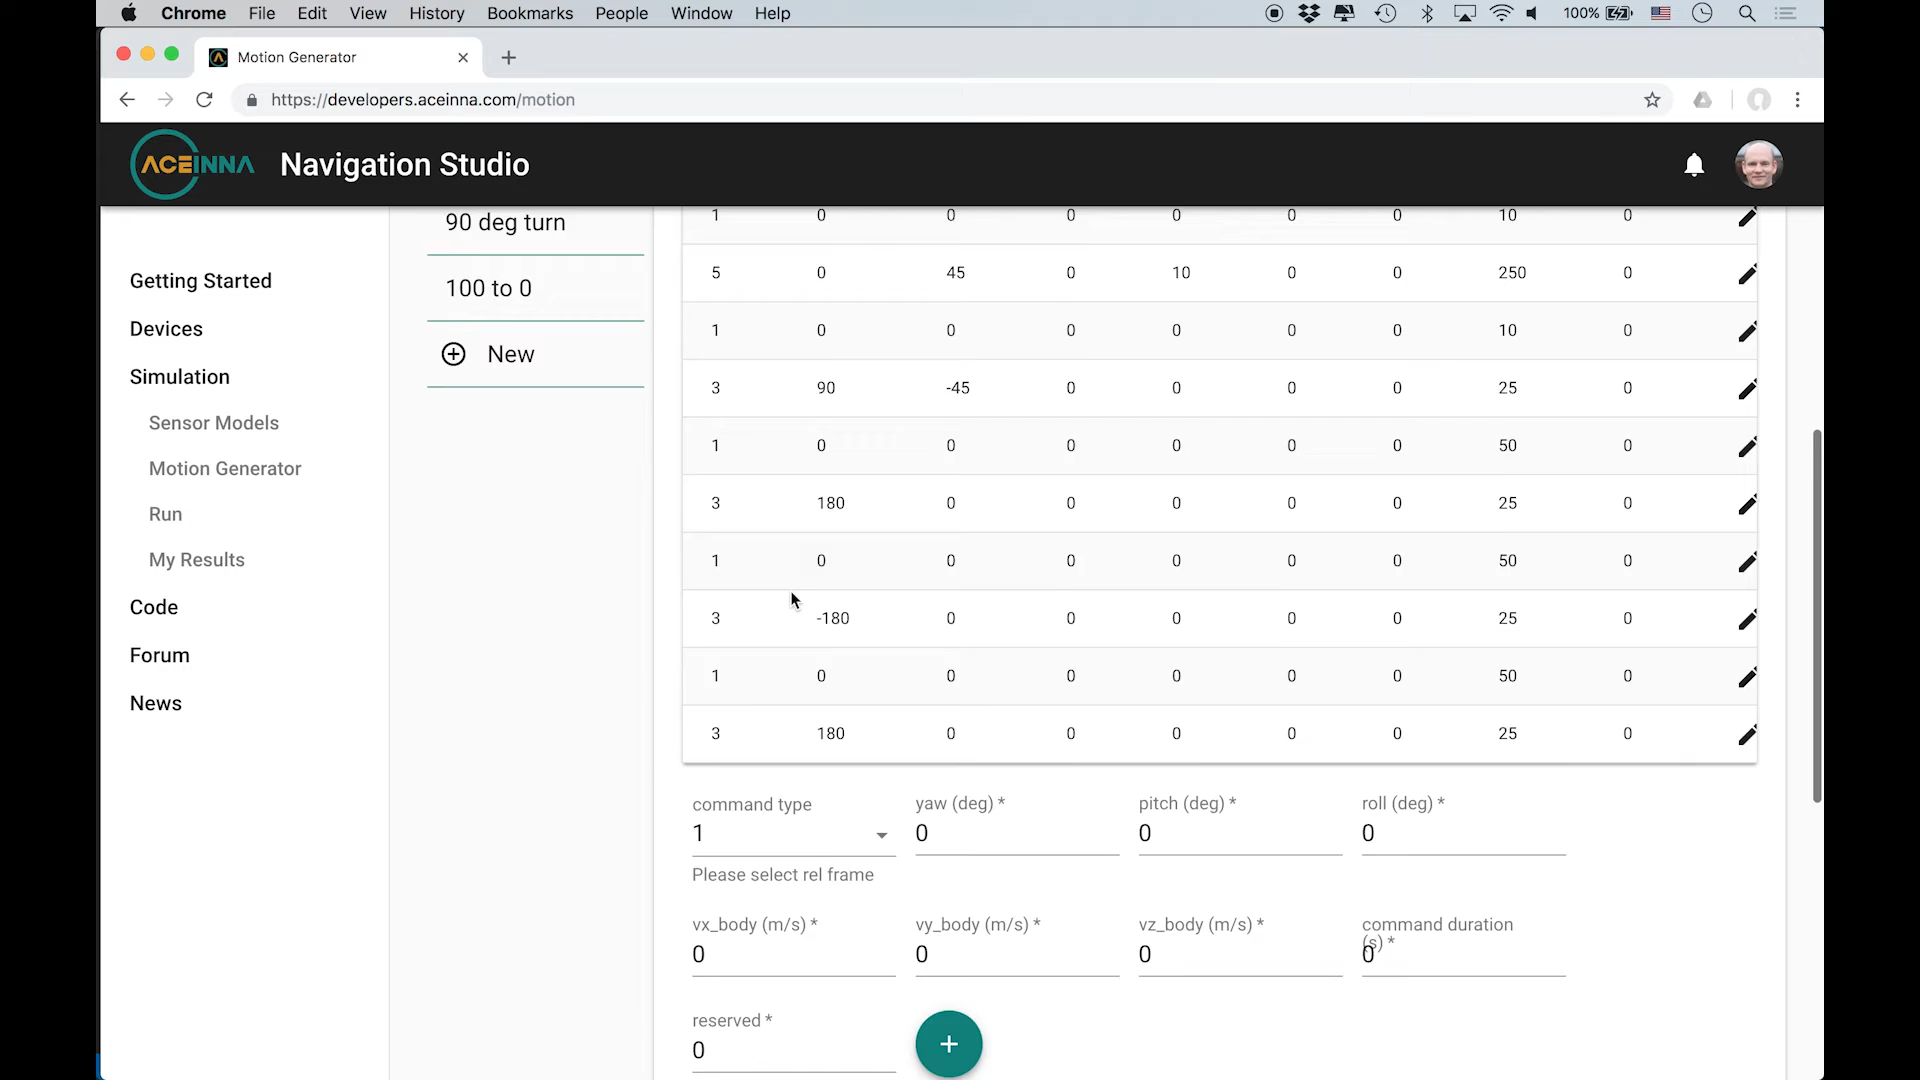 Chrome File Edit View History Bookmarks People Window Help 100%
Motion Generator
https://developers.aceinna.com/motion
ACEINNA Navigation Studio
Getting Started
Devices
Simulation
Sensor Models
Motion Generator
Run
My Results
Code
Forum
News
90 deg turn
100 to 0
New
1 0 0 0 0 0 0 10 0
5 0 45 0 10 0 0 250 0
1 0 0 0 0 0 0 10 0
3 90 -45 0 0 0 0 25 0
1 0 0 0 0 0 0 50 0
3 180 0 0 0 0 0 25 0
1 0 0 0 0 0 0 50 0
3 -180 0 0 0 0 0 25 0
1 0 0 0 0 0 0 50 0
3 180 0 0 0 0 0 25 0
command type yaw (deg) * pitch (deg) * roll (deg) *
1 0 0 0
Please select rel frame
vx_body (m/s) * vy_body (m/s) * vz_body (m/s) * command duration
(s) *
0 0 0 0
reserved *
0